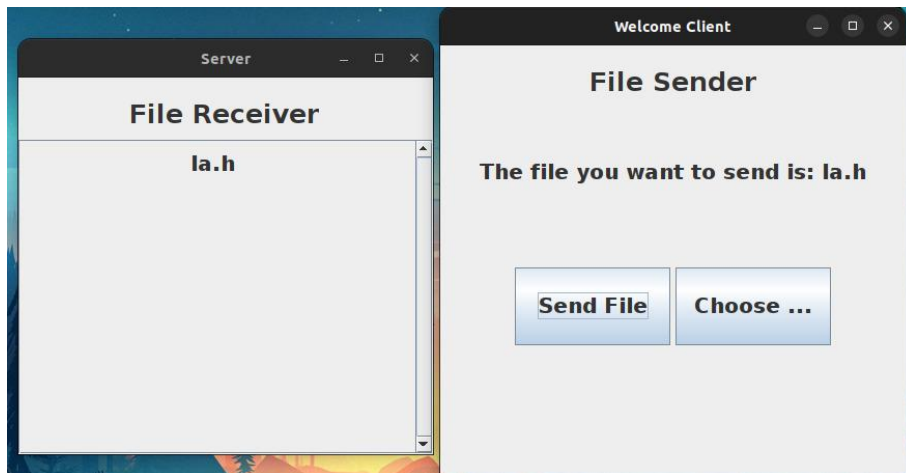 Server
File Receiver
la.h
Welcome Client
File Sender
The file you want to send is: la.h
Send File
Choose ...